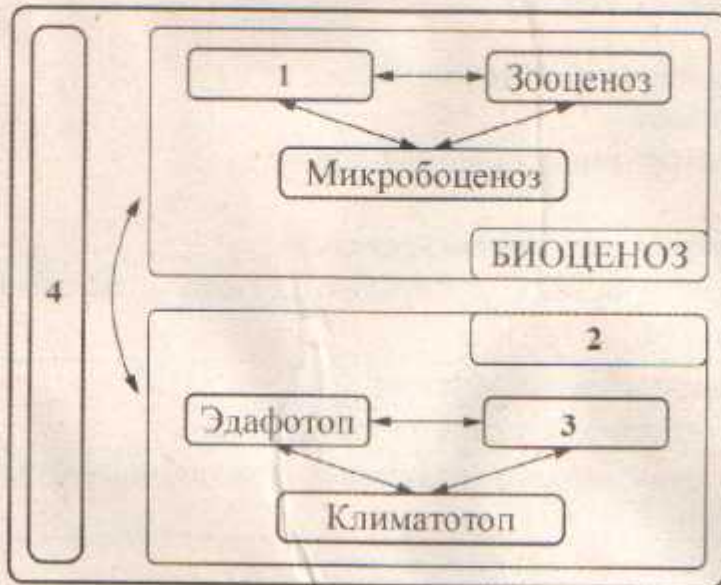 1
Зооценоз
Микробоценоз
БИОЦЕНОЗ
4
2
Эдафотоп
3
Климатотоп